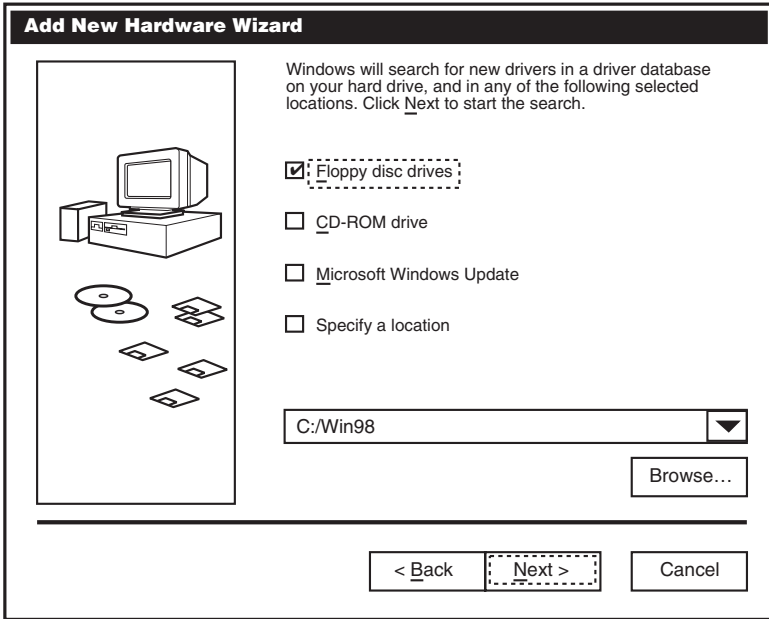 Add New Hardware Wizard
Windows will search for new drivers in a driver database
on your hard drive, and in any of the following selected
locations. Click Next to start the search.
Floppy disc drives
CD-ROM drive
Microsoft Windows Update
Specify a location
C:/Win98
Browse...
< Back
Next >
Cancel